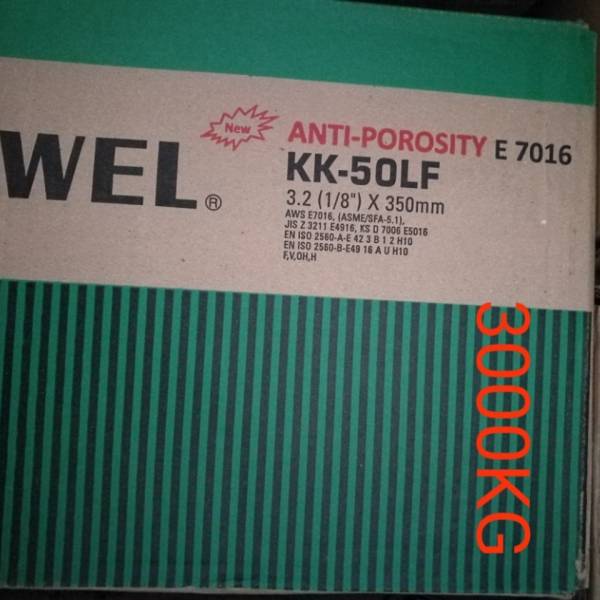 WEL®
New
ANTI-POROSITY E 7016
KK-50LF
3.2 (1/8") X 350mm
AWS E7016, (ASME/SFA-5.1),
JIS Z 3211 E4916, KS D 7006 E5016
EN ISO 2560-A-E 42 3 B 1 2 H10
EN ISO 2560-B-E49 16 A U H10
F,V,OH,H
3000KG